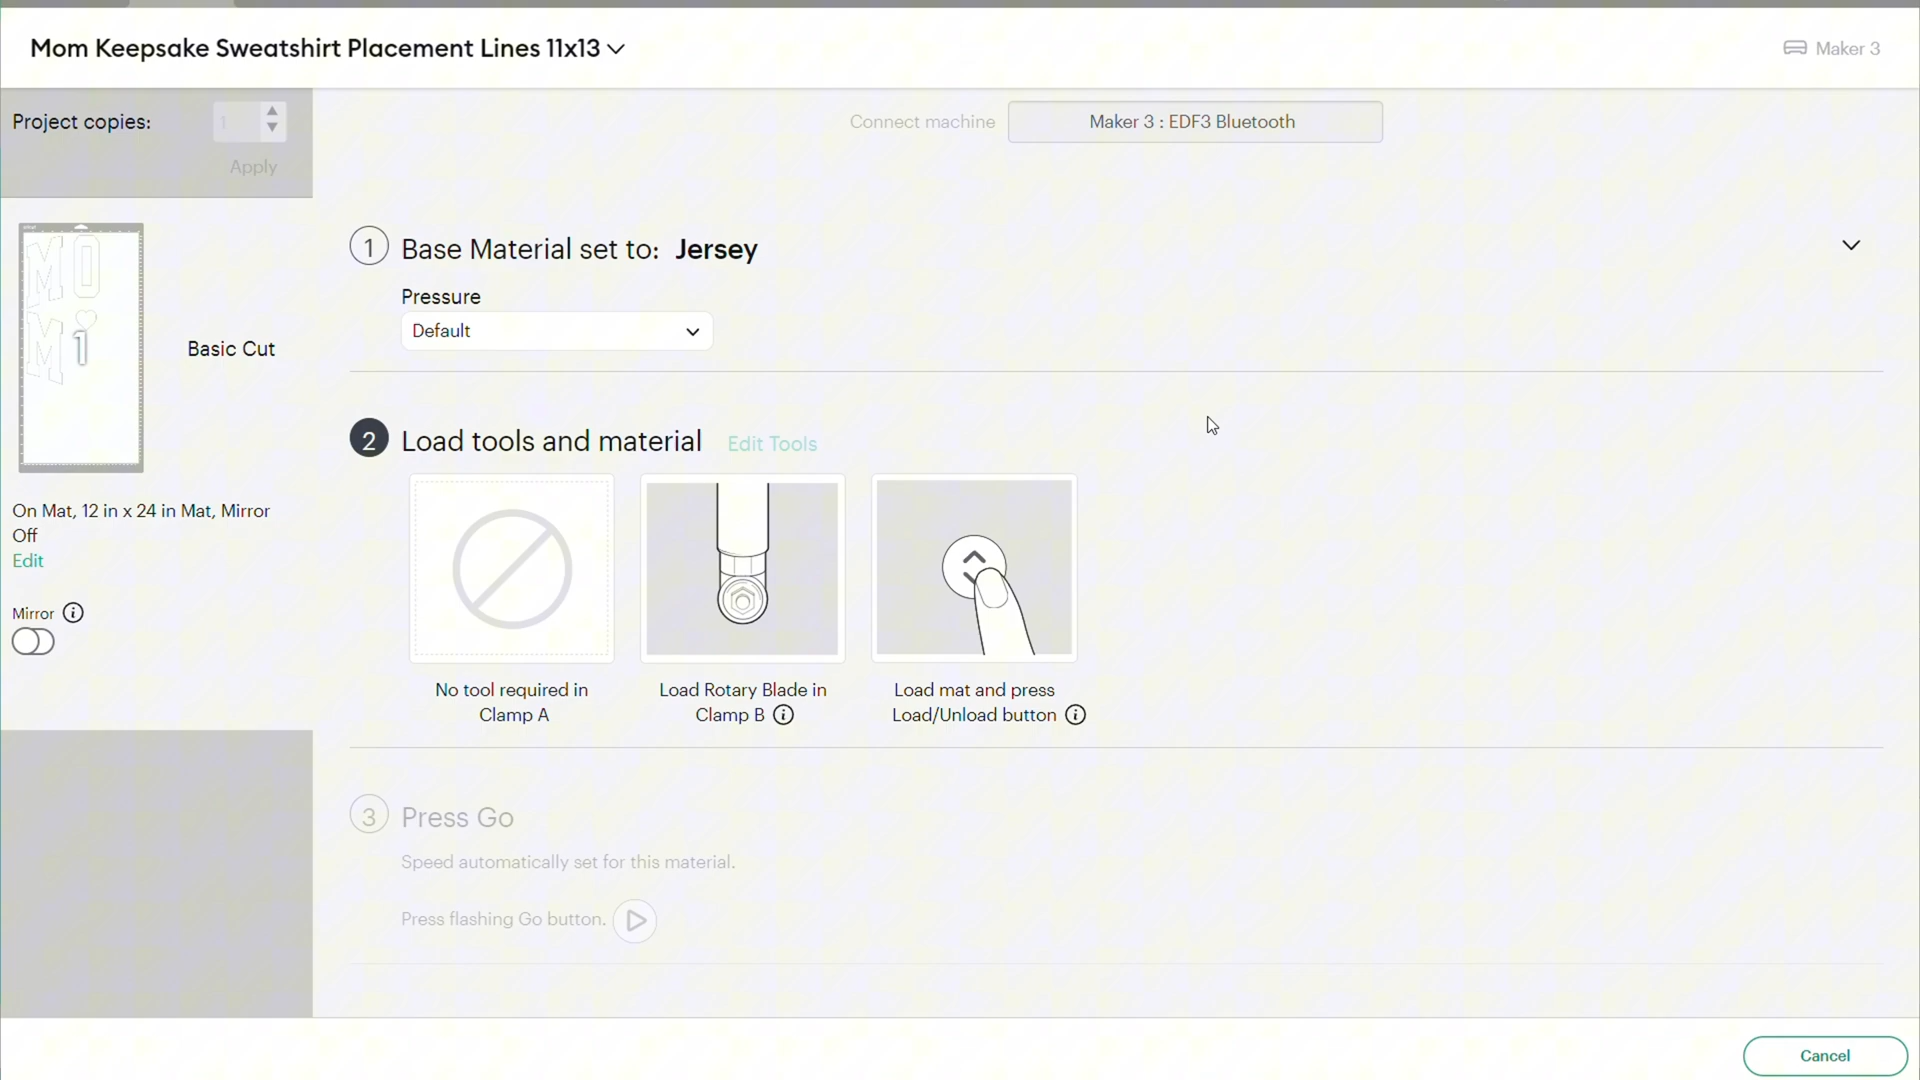 Mom Keepsake Sweatshirt Placement Lines 11x13
Maker 3
Project copies:
1
Apply
Connect machine
Maker 3 : EDF3 Bluetooth
MO
M1
Basic Cut
On Mat, 12 in x 24 in Mat, Mirror
Off
Edit
Mirror
1
Base Material set to: Jersey
Pressure
Default
2
Load tools and material
Edit Tools
No tool required in
Clamp A
Load Rotary Blade in
Clamp B
Load mat and press
Load/Unload button
3
Press Go
Speed automatically set for this material.
Press flashing Go button.
Cancel